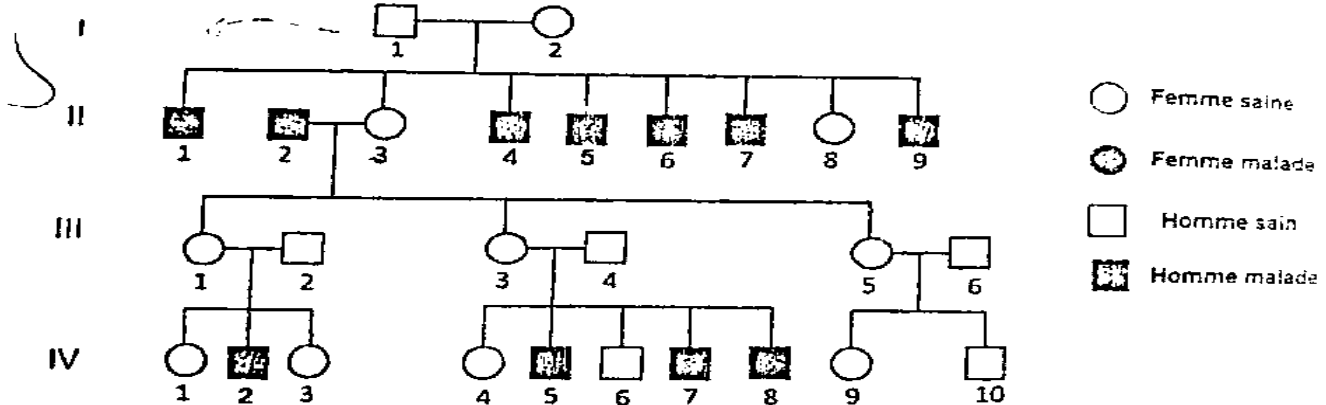 I
1 2
II
1 2 3 4 5 6 7 8 9
III
1 2 3 4 5 6
IV
1 2 3 4 5 6 7 8 9 10
Femme saine
Femme malade
Homme sain
Homme malade